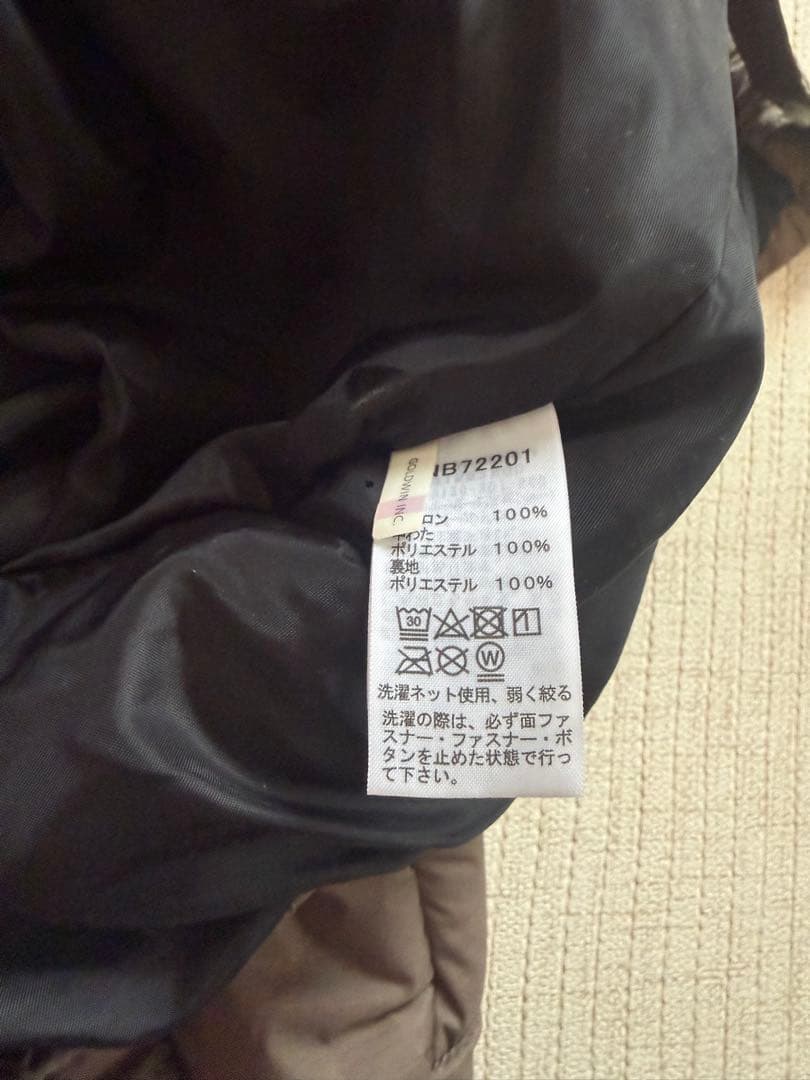 GOLDWIN INC.
NB72201
ロン 100%
中わた
ポリエステル 100%
裏地
ポリエステル 100%
30
W
洗濯ネット使用、弱く絞る
洗濯の際は、必ず面ファ
スナー・ファスナー・ボ
タンを止めた状態で行っ
て下さい。